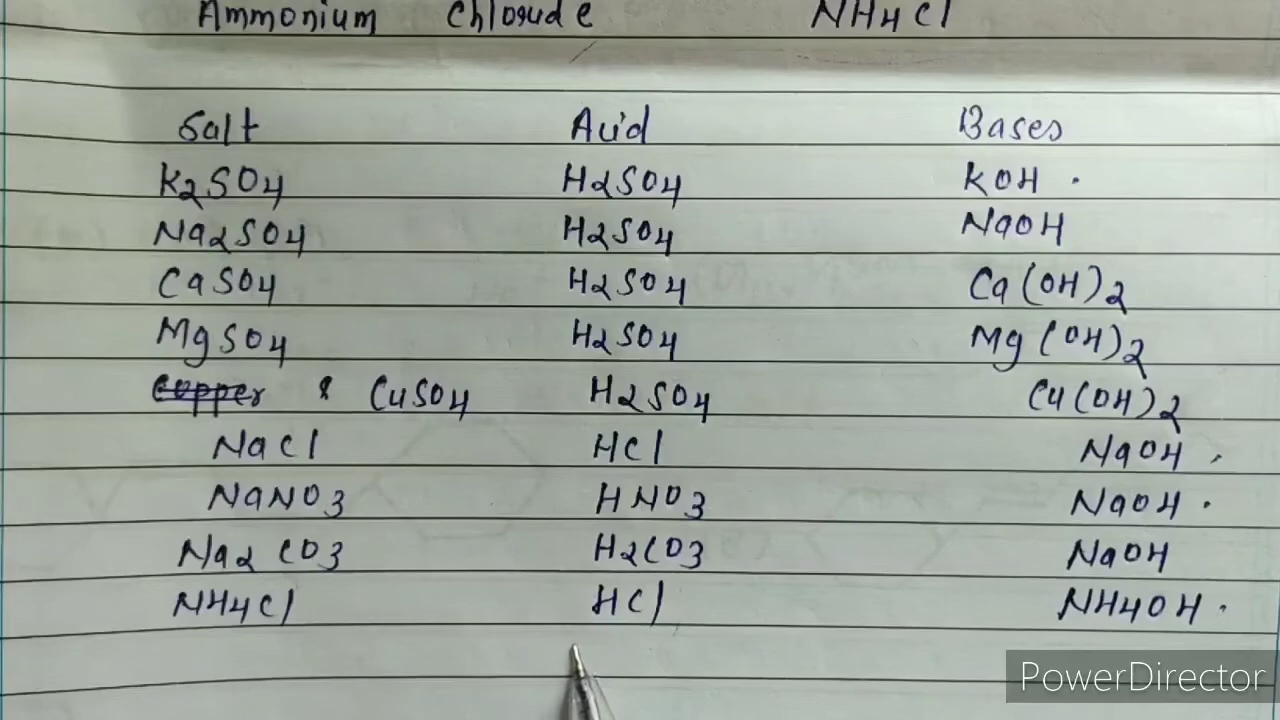 Ammonium Chloride NH4Cl
Salt Acid Bases
K2SO4 H2SO4 KOH .
Na2SO4 H2SO4 NaOH
CaSO4 H2SO4 Ca(OH)2
MgSO4 H2SO4 Mg(OH)2
Copper CuSO4 H2SO4 Cu(OH)2
NaCl HCl NaOH .
NaNO3 HNO3 NaOH .
Na2CO3 H2CO3 NaOH
NH4Cl HCl NH4OH .
PowerDirector